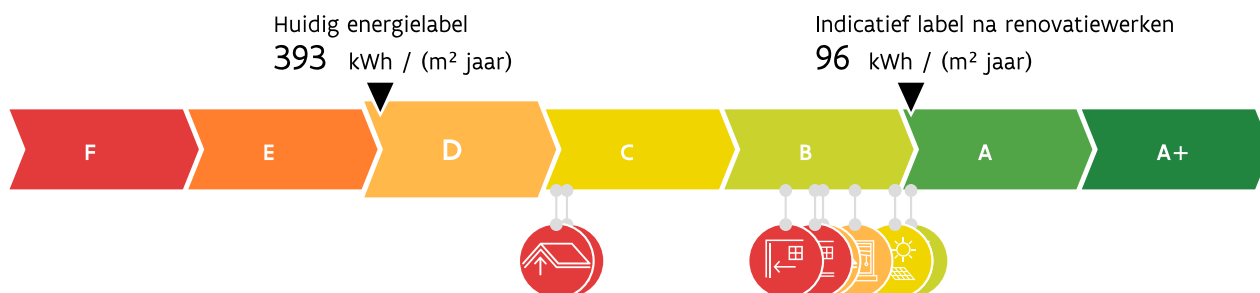 Huidig energielabel
393 kWh / (m² jaar)
Indicatief label na renovatiewerken
96 kWh / (m² jaar)
F E D C B A A+